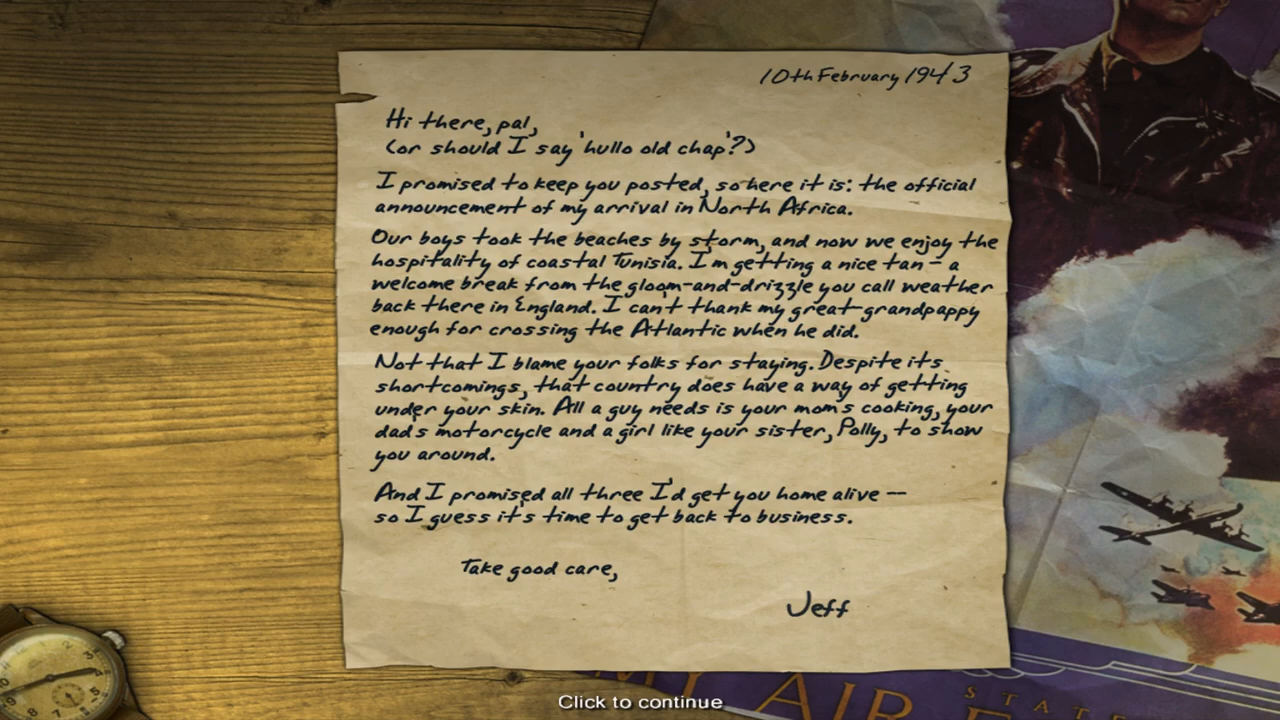 10th February 1943
Hi there, pal,
(or should I say 'hullo old chap'?)
I promised to keep you posted, so here it is: the official
announcement of my arrival in North Africa.
Our boys took the beaches by storm, and now we enjoy the
hospitality of coastal Tunisia. I'm getting a nice tan - a
welcome break from the gloom-and-drizzle you call weather
back there in England. I can't thank my great-grandpappy
enough for crossing the Atlantic when he did.
Not that I blame your folks for staying. Despite its
shortcomings, that country does have a way of getting
under your skin. All a guy needs is your mom's cooking, your
dad's motorcycle and a girl like your sister, Polly, to show
you around.
And I promised all three I'd get you home alive --
so I guess it's time to get back to business.
Take good care,
Jeff
STAT
MY AIR F
Click to continue